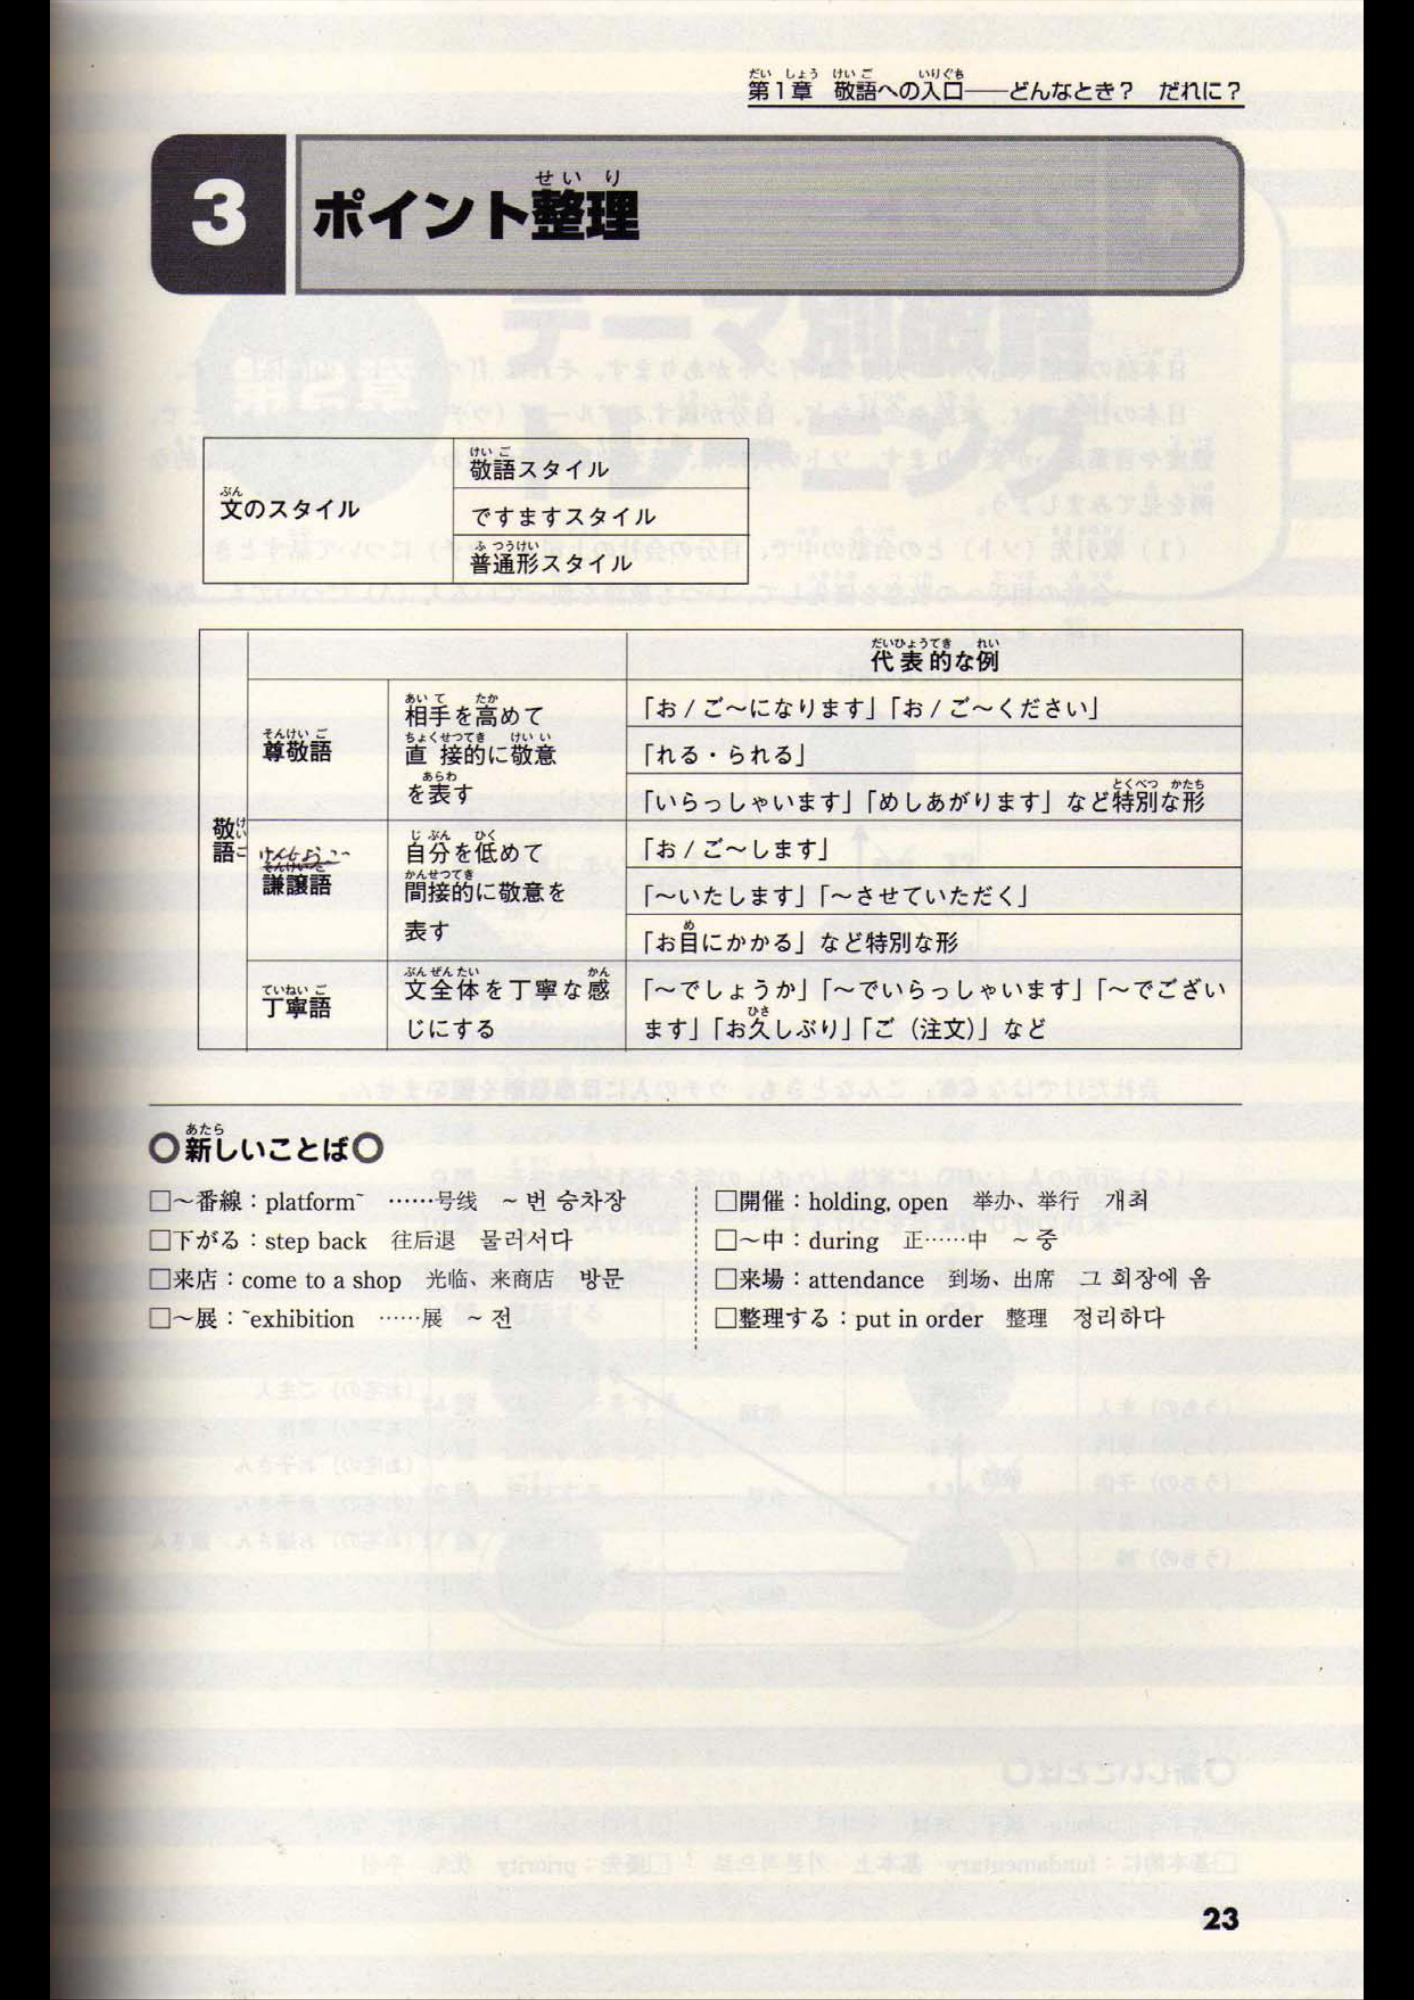 第1章 敬語への入口——どんなとき？ だれに？
3 ポイント整理
文のスタイル
敬語スタイル
ですますスタイル
普通形スタイル
代表的な例
敬語
尊敬語
相手を高めて
直接的に敬意
を表す
「お/ご～になります」「お/ご～ください」
「れる・られる」
「いらっしゃいます」「めしあがります」など特別な形
けんじょうご
謙譲語
自分を低めて
間接的に敬意を
表す
「お/ご～します」
「～いたします」「～させていただく」
「お目にかかる」など特別な形
丁寧語
文全体を丁寧な感
じにする
「～でしょうか」「～でいらっしゃいます」「～でござい
ます」「お久しぶり」「ご（注文）」など
○新しいことば○
□～番線：platform~ ……号线 ~번 승차장
□下がる：step back 往后退 물러서다
□来店：come to a shop 光临、来商店 방문
□～展：~exhibition ……展 ~전
□開催：holding, open 举办、举行 개최
□～中：during 正……中 ~중
□来場：attendance 到场、出席 그 회장에 옴
□整理する：put in order 整理 정리하다
23